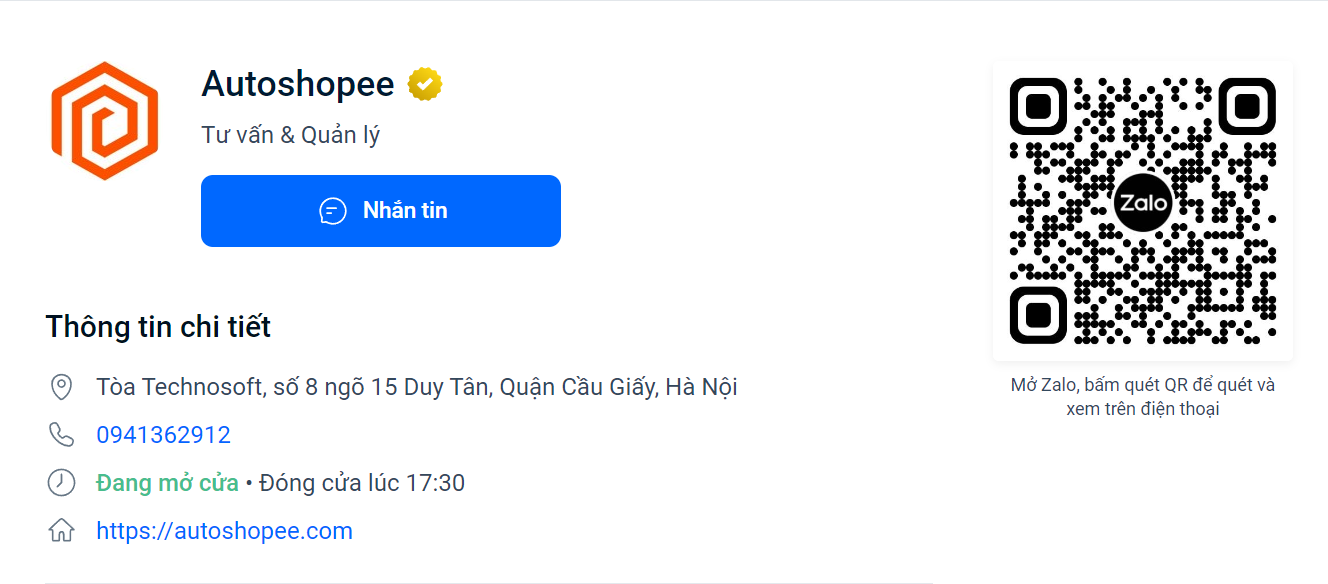 Autoshopee
Tư vấn & Quản lý
Nhắn tin
Thông tin chi tiết
Tòa Technosoft, số 8 ngõ 15 Duy Tân, Quận Cầu Giấy, Hà Nội
0941362912
Đang mở cửa • Đóng cửa lúc 17:30
https://autoshopee.com
Zalo
Mở Zalo, bấm quét QR để quét và
xem trên điện thoại